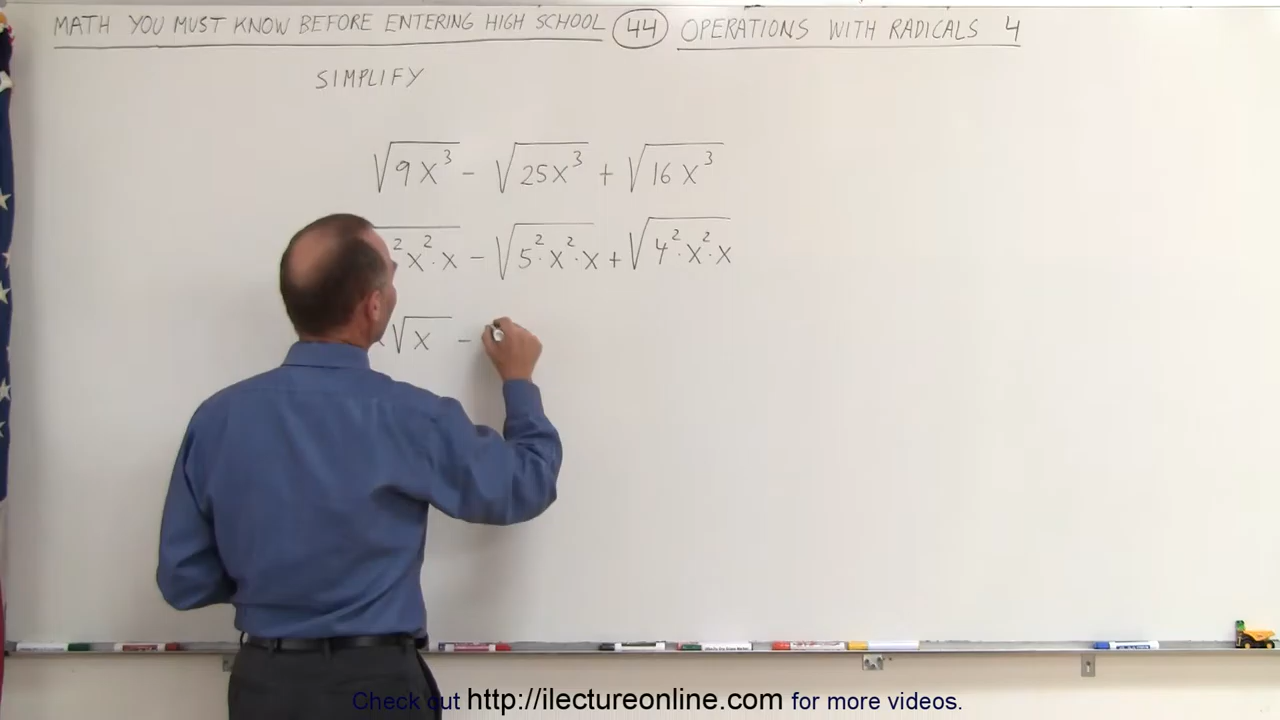 MATH YOU MUST KNOW BEFORE ENTERING HIGH SCHOOL 44 OPERATIONS WITH RADICALS 4
SIMPLIFY
√9x³ - √25x³ + √16x³
² x²·x - √5²·x²·x + √4²·x²·x
√x -
Check out http://ilectureonline.com for more videos.